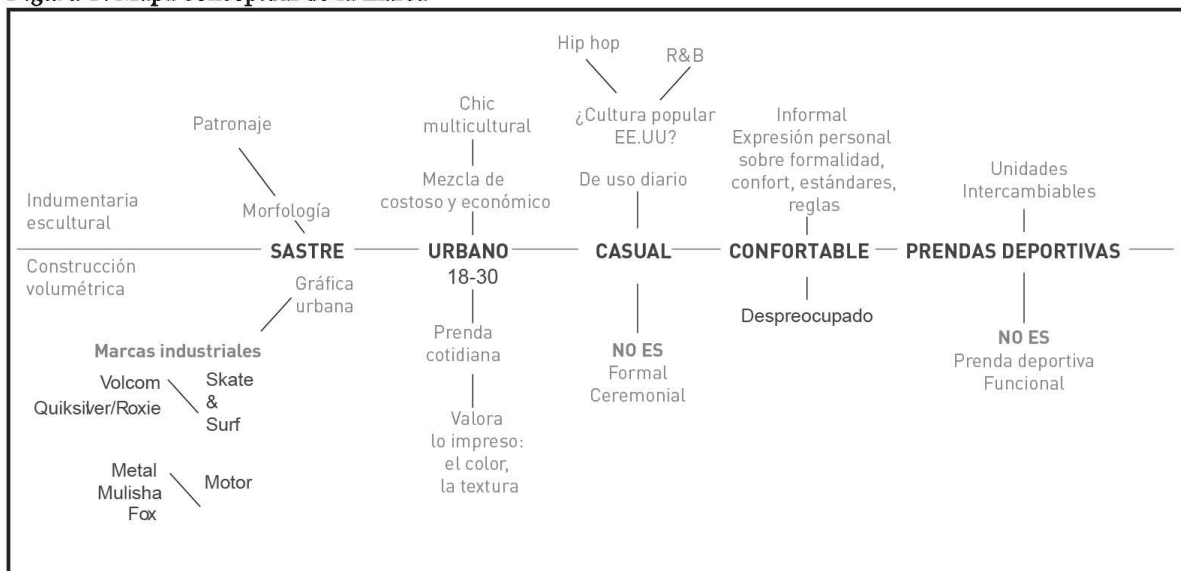 Hip hop
R&B
¿Cultura popular
EE.UU?
De uso diario
Chic
multicultural
Mezcla de
costoso y económico
Patronaje
Morfología
Indumentaria
escultural
Informal
Expresión personal
sobre formalidad,
confort, estándares,
reglas
Unidades
Intercambiables
SASTRE
URBANO
18-30
CASUAL
CONFORTABLE
PRENDAS DEPORTIVAS
Construcción
volumétrica
Gráfica
urbana
Marcas industriales
Volcom
Quiksilver/Roxie
Skate
&
Surf
Metal
Mulisha
Fox
Motor
Prenda
cotidiana
Valora
lo impreso:
el color,
la textura
NO ES
Formal
Ceremonial
Despreocupado
NO ES
Prenda deportiva
Funcional